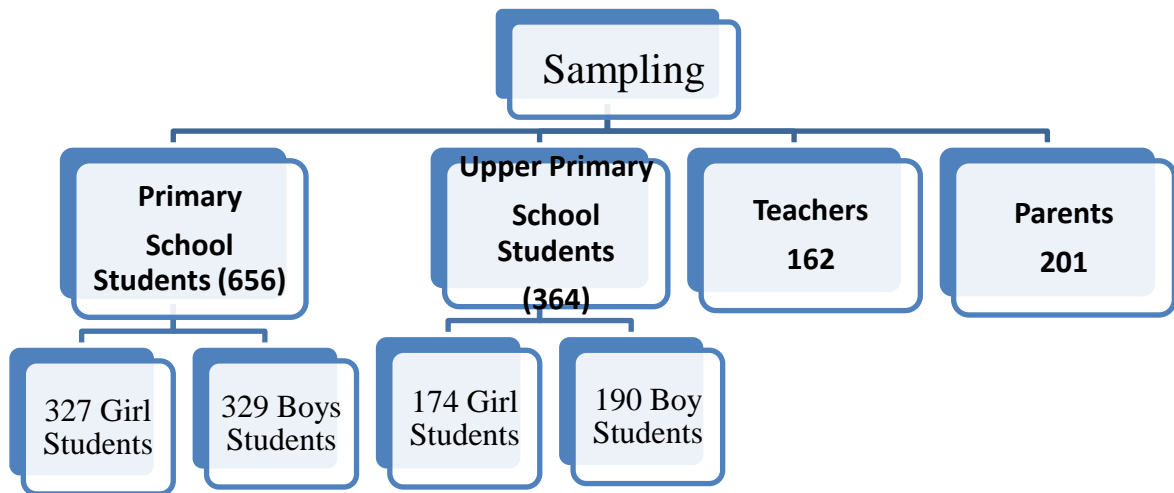 Sampling
Primary
School
Students (656)
Upper Primary
School
Students
(364)
Teachers
162
Parents
201
327 Girl
Students
329 Boys
Students
174 Girl
Students
190 Boy
Students